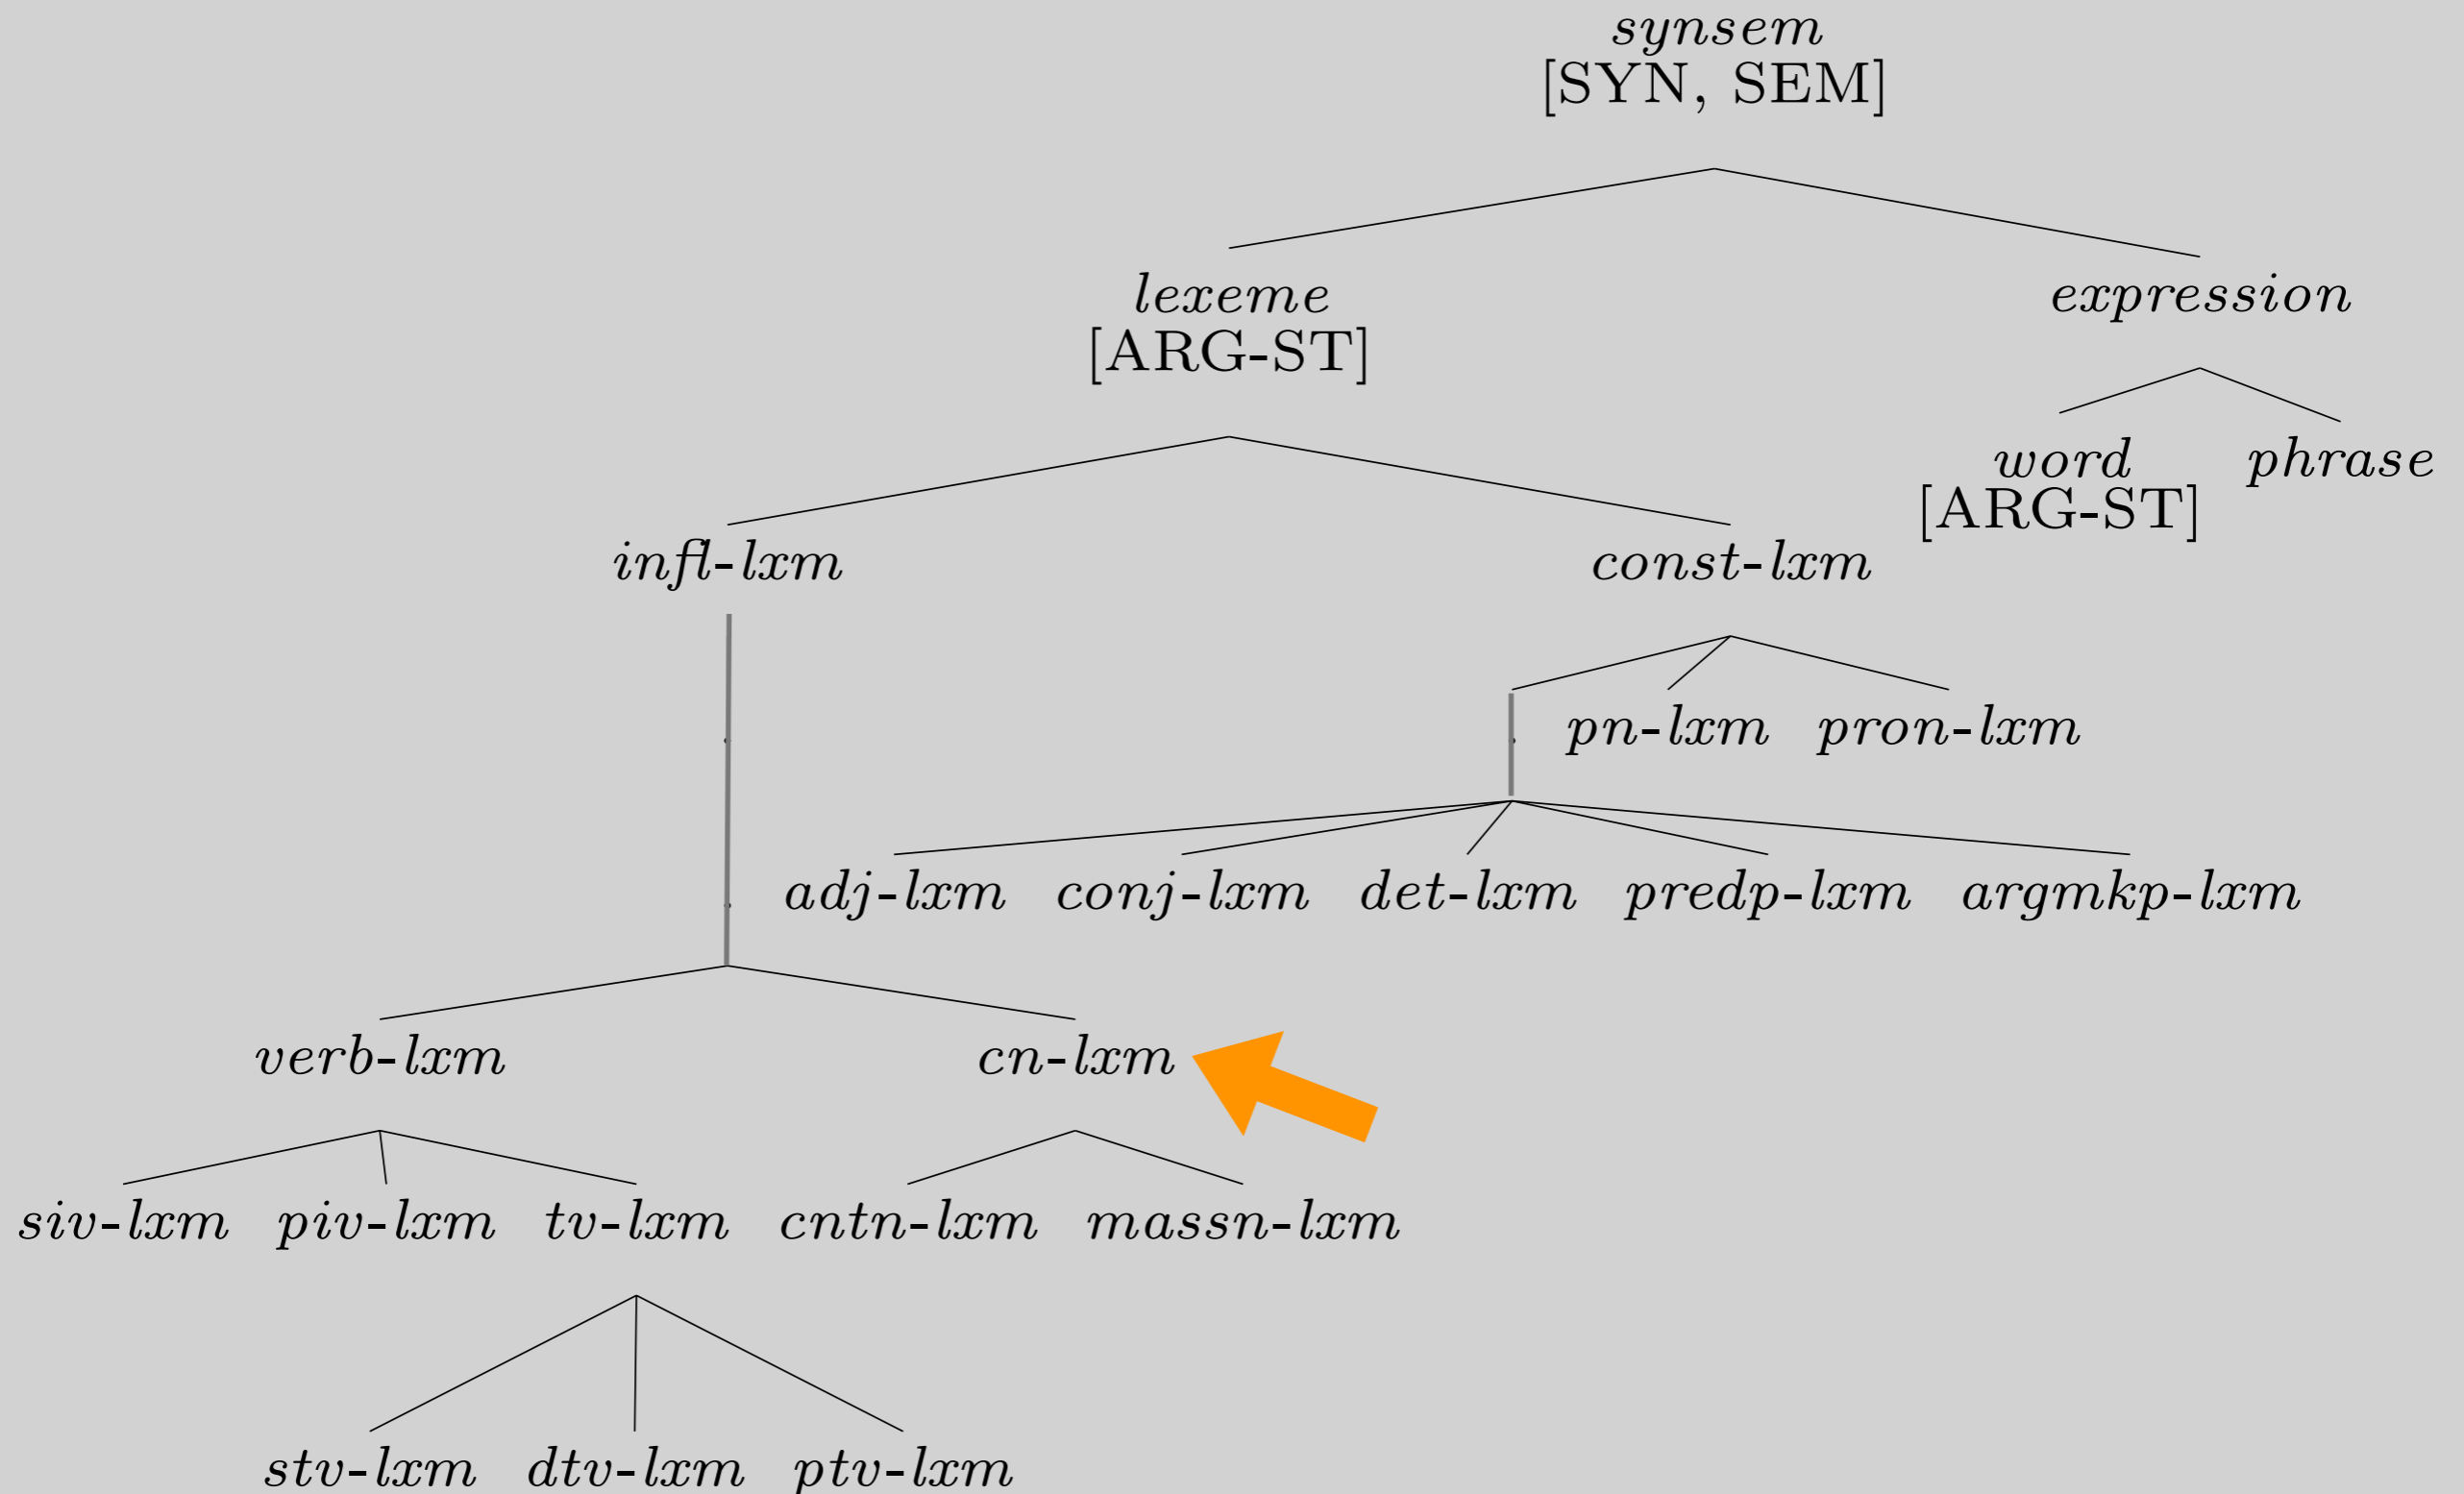 synsem
[SYN, SEM]
lexeme
[ARG-ST]
expression
word
[ARG-ST]
phrase
infl-lxm
const-lxm
pn-lxm pron-lxm
adj-lxm conj-lxm det-lxm predp-lxm argmkp-lxm
verb-lxm cn-lxm
siv-lxm piv-lxm tv-lxm cntn-lxm massn-lxm
stv-lxm dtv-lxm ptv-lxm